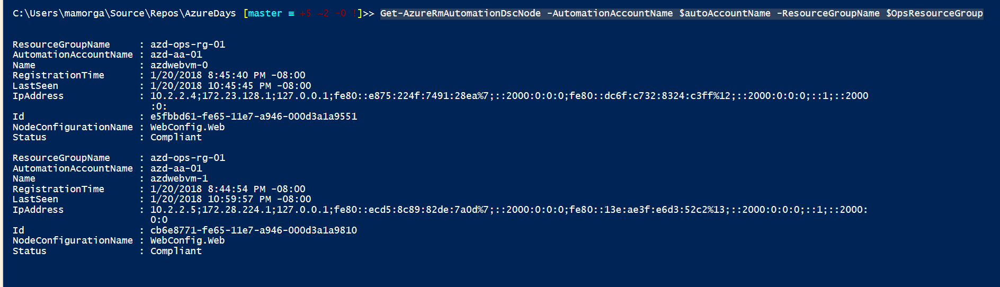 C:\Users\mamorga\Source\Repos\AzureDays [master ≡ +5 ~2 -0 !]>> Get-AzureRmAutomationDscNode -AutomationAccountName $autoAccountName -ResourceGroupName $OpsResourceGroup
ResourceGroupName     : azd-ops-rg-01
AutomationAccountName : azd-aa-01
Name                  : azdwebvm-0
RegistrationTime      : 1/20/2018 8:45:40 PM -08:00
LastSeen              : 1/20/2018 10:45:45 PM -08:00
IpAddress             : 10.2.2.4;172.23.128.1;127.0.0.1;fe80::e875:224f:7491:28ea%7;::2000:0:0:0;fe80::dc6f:c732:8324:c3ff%12;::2000:0:0:0;::1;::2000
                        :0:
Id                    : e5fbbd61-fe65-11e7-a946-000d3a1a9551
NodeConfigurationName : WebConfig.Web
Status                : Compliant
ResourceGroupName     : azd-ops-rg-01
AutomationAccountName : azd-aa-01
Name                  : azdwebvm-1
RegistrationTime      : 1/20/2018 8:44:54 PM -08:00
LastSeen              : 1/20/2018 10:59:57 PM -08:00
IpAddress             : 10.2.2.5;172.28.224.1;127.0.0.1;fe80::ecd5:8c89:82de:7a0d%7;::2000:0:0:0;fe80::13e:ae3f:e6d3:52c2%13;::2000:0:0:0;::1;::2000:
                        0:0
Id                    : cb6e8771-fe65-11e7-a946-000d3a1a9810
NodeConfigurationName : WebConfig.Web
Status                : Compliant